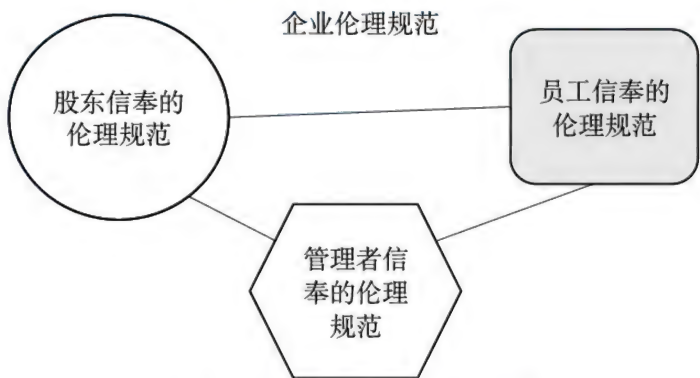 企业伦理规范
股东信奉的
伦理规范
员工信奉的
伦理规范
管理者信
奉的伦理
规范